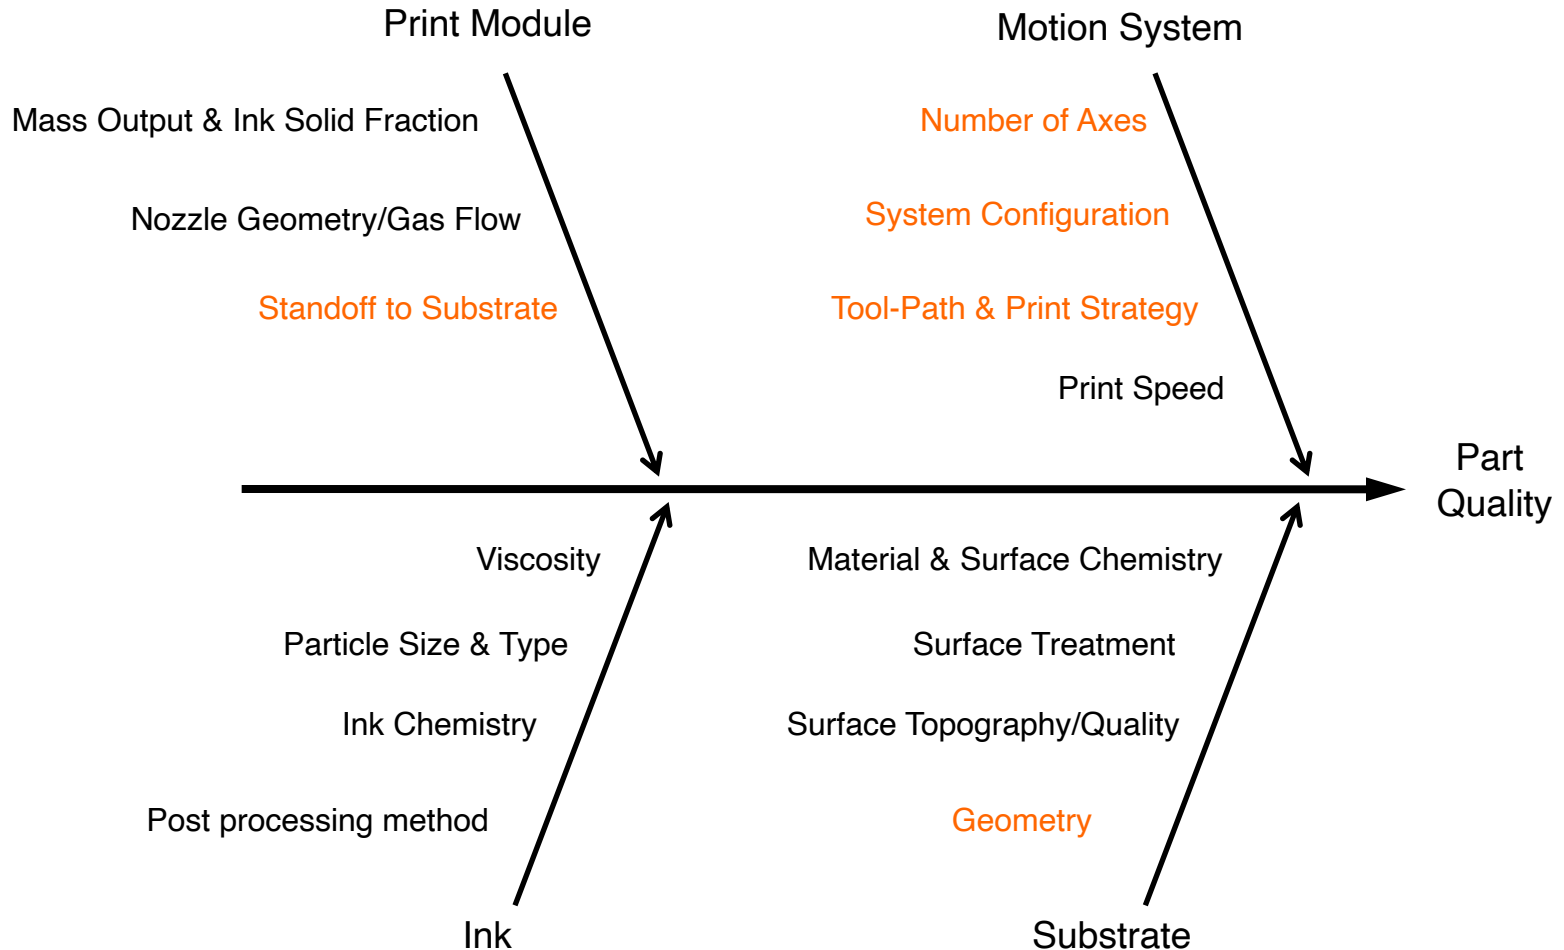 Print Module
Mass Output & Ink Solid Fraction
Nozzle Geometry/Gas Flow
Standoff to Substrate
Motion System
Number of Axes
System Configuration
Tool-Path & Print Strategy
Print Speed
Part
Quality
Viscosity
Particle Size & Type
Ink Chemistry
Post processing method
Ink
Material & Surface Chemistry
Surface Treatment
Surface Topography/Quality
Geometry
Substrate